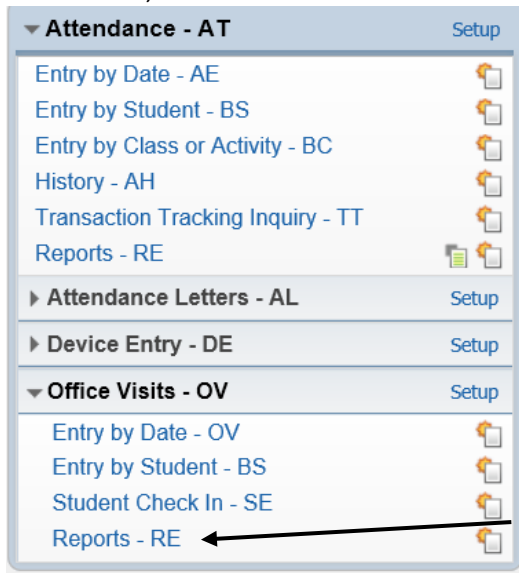 Attendance - AT Setup
Entry by Date - AE
Entry by Student - BS
Entry by Class or Activity - BC
History - AH
Transaction Tracking Inquiry - TT
Reports - RE
Attendance Letters - AL Setup
Device Entry - DE Setup
Office Visits - OV Setup
Entry by Date - OV
Entry by Student - BS
Student Check In - SE
Reports - RE